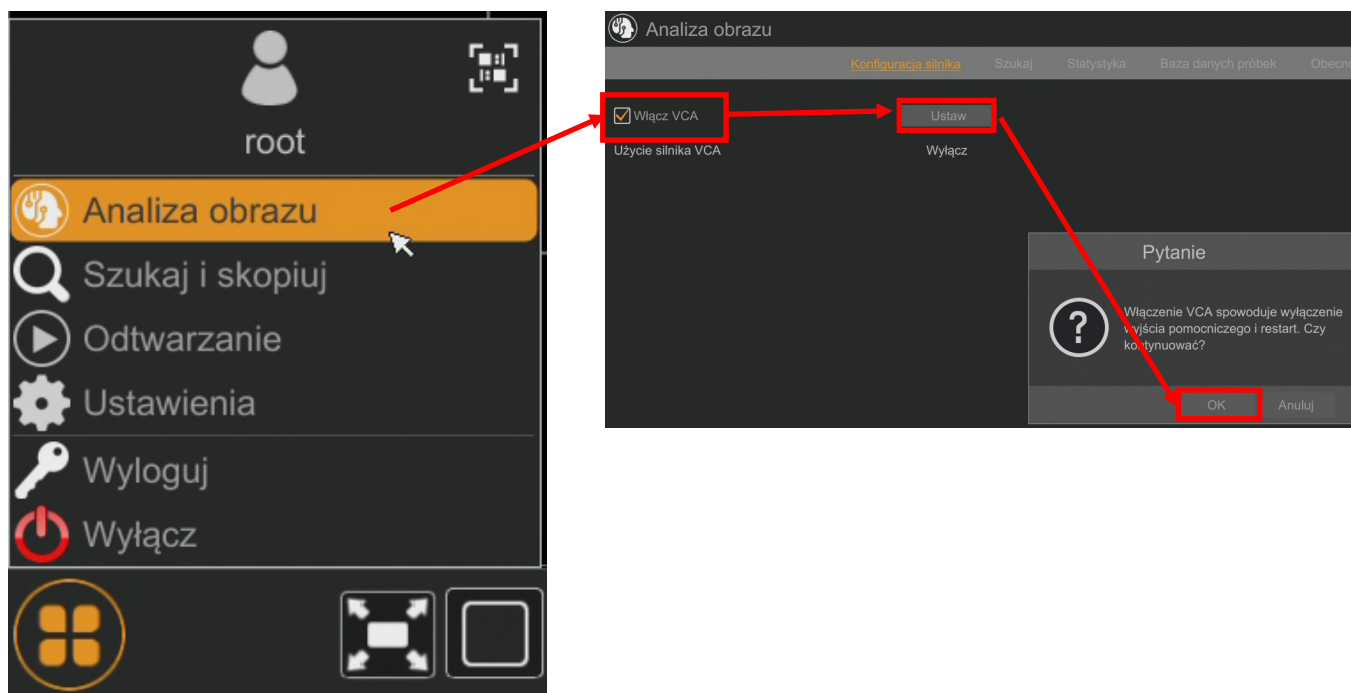 root
Analiza obrazu
Szukaj i skopiuj
Odtwarzanie
Ustawienia
Wyloguj
Wyłącz
Analiza obrazu
Konfiguracja silnika Szukaj Statystyka Baza danych próbek
Włącz VCA Ustaw
Użycie silnika VCA Wyłącz
Pytanie
Włączenie VCA spowoduje wyłączenie
wyjścia pomocniczego i restart. Czy
kontynuować?
OK Anuluj